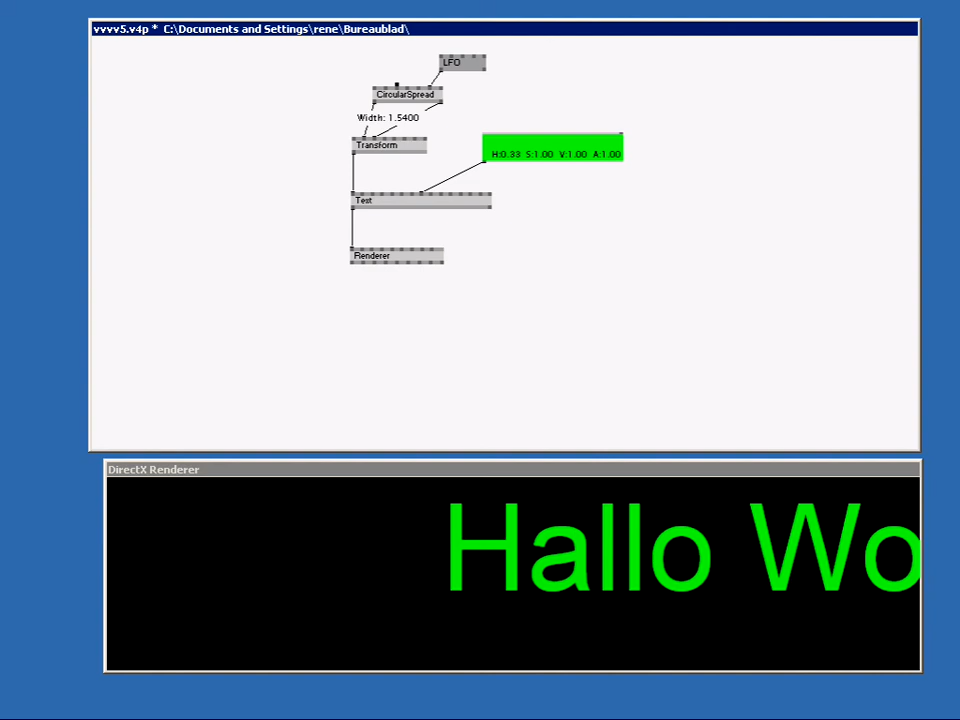 vvvv5.v4p * C:\Documents and Settings\rene\Bureaublad\
LFO
CircularSpread
Width: 1.5400
Transform
H:0.33 S:1.00 V:1.00 A:1.00
Text
Renderer
DirectX Renderer
Hallo Wo